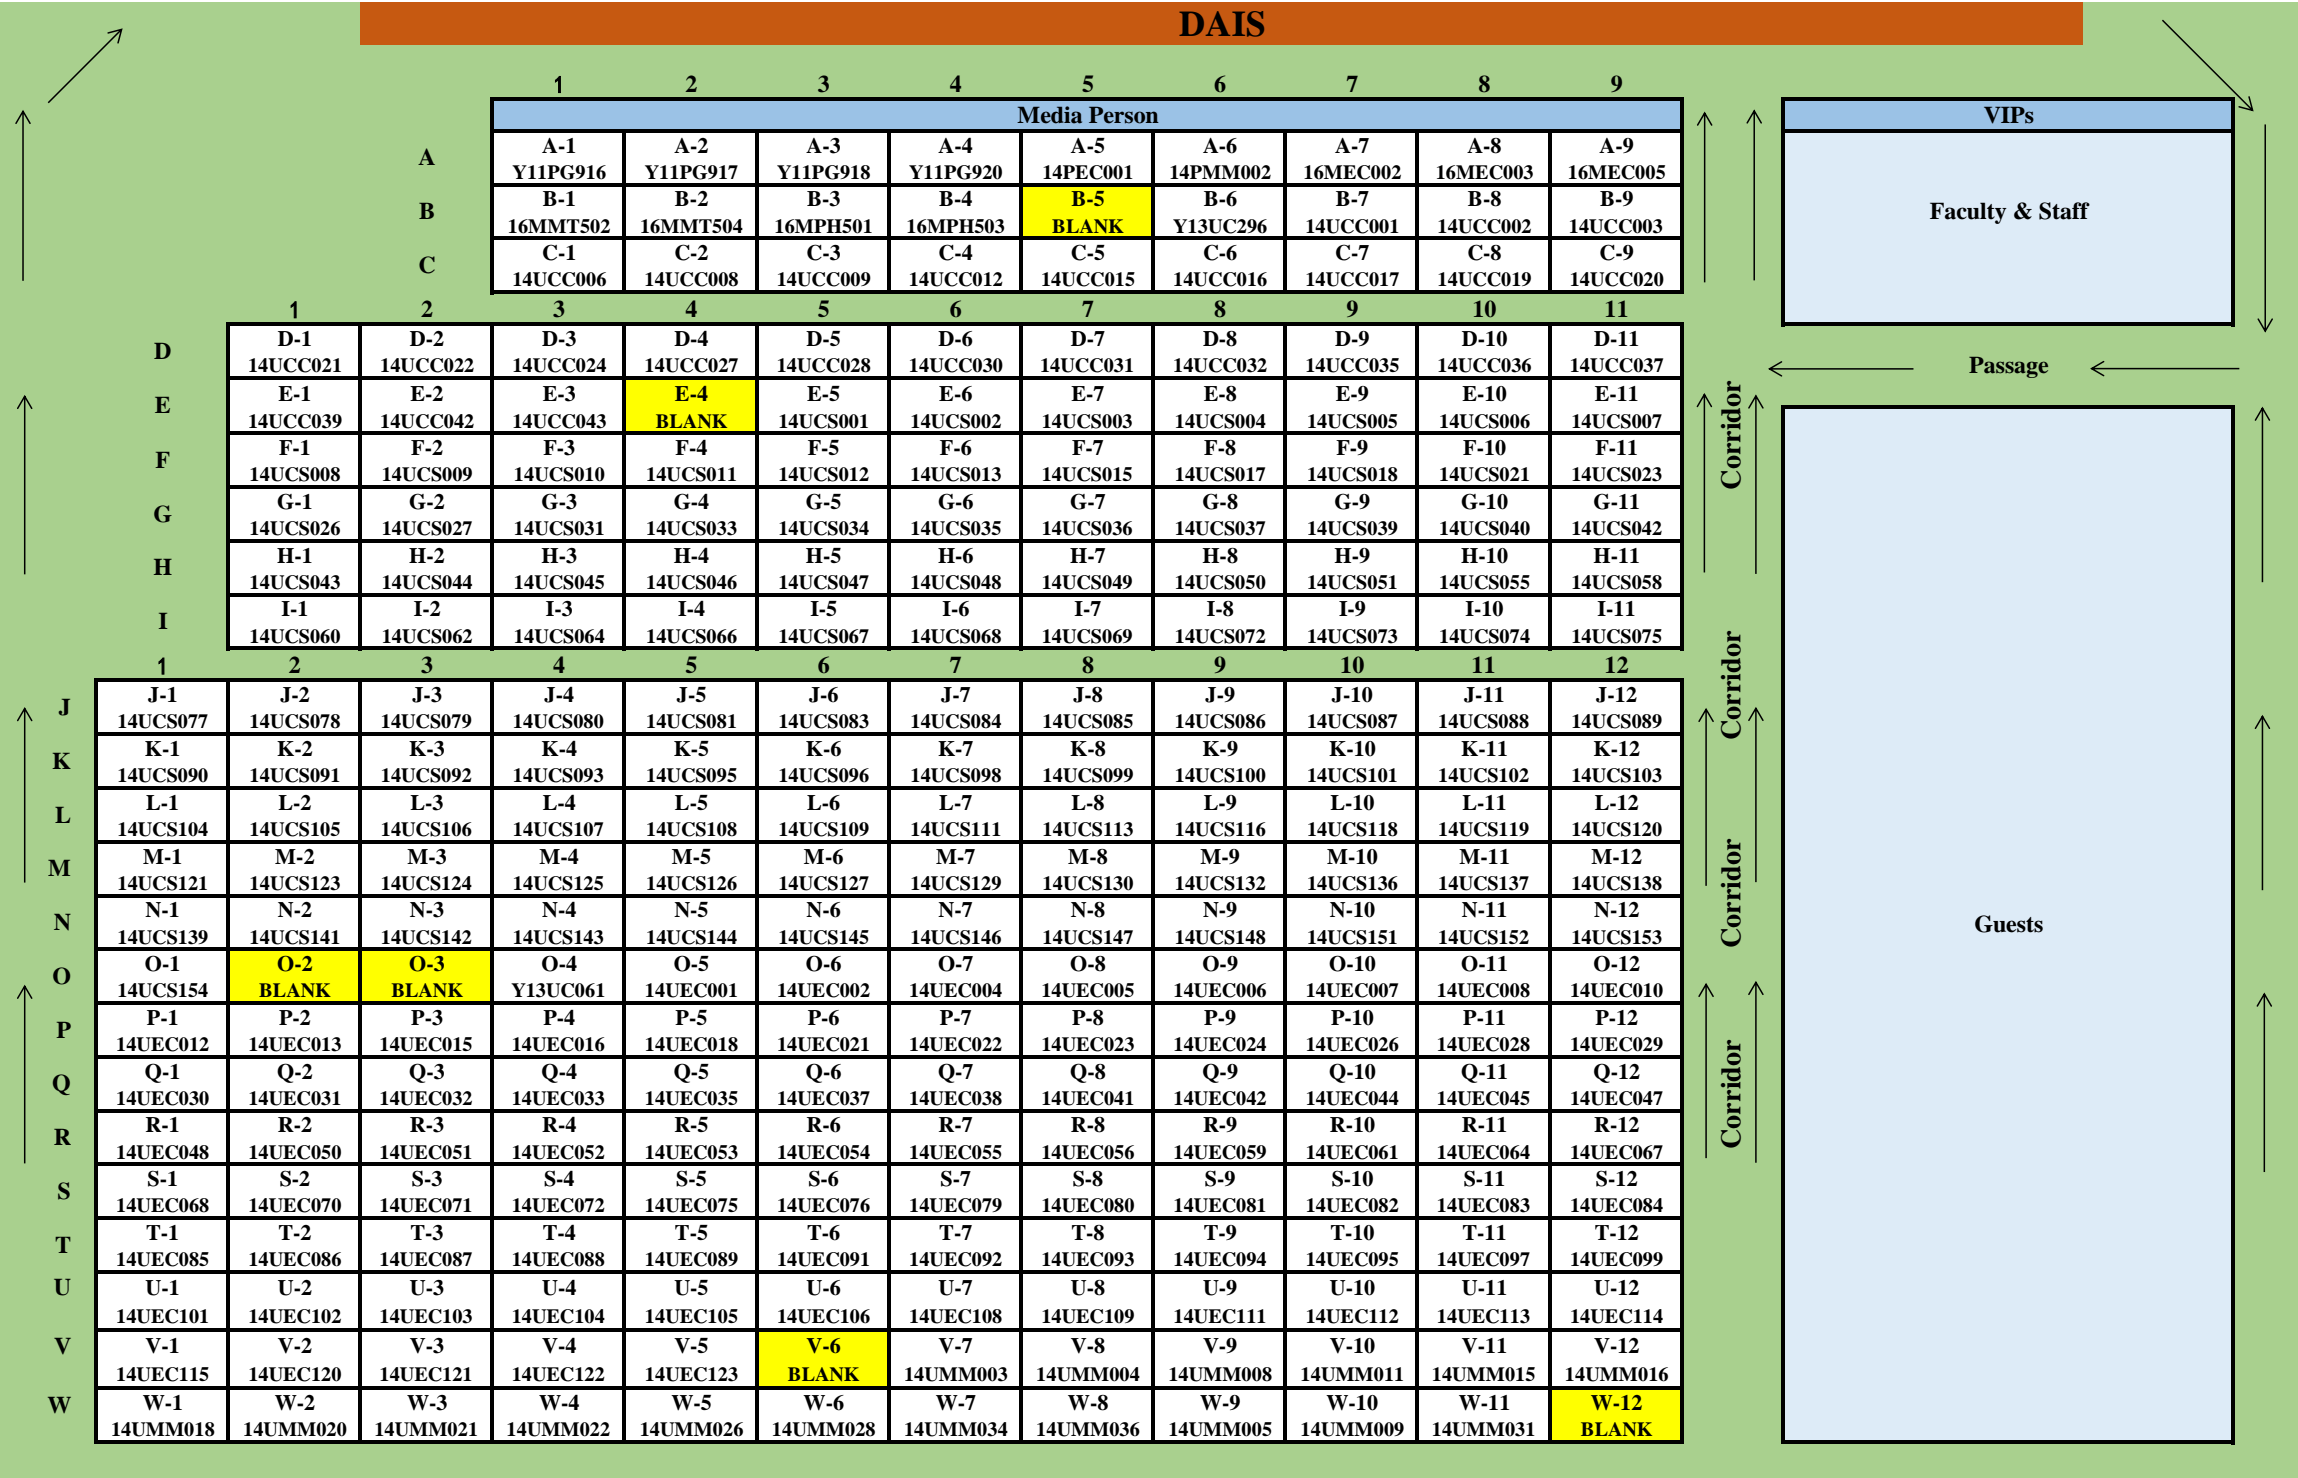 DAIS
1 2 3 4 5 6 7 8 9
Media Person
VIPs
A
A-1 A-2 A-3 A-4 A-5 A-6 A-7 A-8 A-9
Y11PG916 Y11PG917 Y11PG918 Y11PG920 14PEC001 14PMM002 16MEC002 16MEC003 16MEC005
B
B-1 B-2 B-3 B-4 B-5 B-6 B-7 B-8 B-9
16MMT502 16MMT504 16MPH501 16MPH503 BLANK Y13UC296 14UCC001 14UCC002 14UCC003
Faculty & Staff
C
C-1 C-2 C-3 C-4 C-5 C-6 C-7 C-8 C-9
14UCC006 14UCC008 14UCC009 14UCC012 14UCC015 14UCC016 14UCC017 14UCC019 14UCC020
1 2 3 4 5 6 7 8 9 10 11
D
D-1 D-2 D-3 D-4 D-5 D-6 D-7 D-8 D-9 D-10 D-11
14UCC021 14UCC022 14UCC024 14UCC027 14UCC028 14UCC030 14UCC031 14UCC032 14UCC035 14UCC036 14UCC037
Passage
E
E-1 E-2 E-3 E-4 E-5 E-6 E-7 E-8 E-9 E-10 E-11
14UCC039 14UCC042 14UCC043 BLANK 14UCS001 14UCS002 14UCS003 14UCS004 14UCS005 14UCS006 14UCS007
Corridor
F
F-1 F-2 F-3 F-4 F-5 F-6 F-7 F-8 F-9 F-10 F-11
14UCS008 14UCS009 14UCS010 14UCS011 14UCS012 14UCS013 14UCS015 14UCS017 14UCS018 14UCS021 14UCS023
G
G-1 G-2 G-3 G-4 G-5 G-6 G-7 G-8 G-9 G-10 G-11
14UCS026 14UCS027 14UCS031 14UCS033 14UCS034 14UCS035 14UCS036 14UCS037 14UCS039 14UCS040 14UCS042
H
H-1 H-2 H-3 H-4 H-5 H-6 H-7 H-8 H-9 H-10 H-11
14UCS043 14UCS044 14UCS045 14UCS046 14UCS047 14UCS048 14UCS049 14UCS050 14UCS051 14UCS055 14UCS058
I
I-1 I-2 I-3 I-4 I-5 I-6 I-7 I-8 I-9 I-10 I-11
14UCS060 14UCS062 14UCS064 14UCS066 14UCS067 14UCS068 14UCS069 14UCS072 14UCS073 14UCS074 14UCS075
Corridor
1 2 3 4 5 6 7 8 9 10 11 12
J
J-1 J-2 J-3 J-4 J-5 J-6 J-7 J-8 J-9 J-10 J-11 J-12
14UCS077 14UCS078 14UCS079 14UCS080 14UCS081 14UCS083 14UCS084 14UCS085 14UCS086 14UCS087 14UCS088 14UCS089
K
K-1 K-2 K-3 K-4 K-5 K-6 K-7 K-8 K-9 K-10 K-11 K-12
14UCS090 14UCS091 14UCS092 14UCS093 14UCS095 14UCS096 14UCS098 14UCS099 14UCS100 14UCS101 14UCS102 14UCS103
L
L-1 L-2 L-3 L-4 L-5 L-6 L-7 L-8 L-9 L-10 L-11 L-12
14UCS104 14UCS105 14UCS106 14UCS107 14UCS108 14UCS109 14UCS111 14UCS113 14UCS116 14UCS118 14UCS119 14UCS120
M
M-1 M-2 M-3 M-4 M-5 M-6 M-7 M-8 M-9 M-10 M-11 M-12
14UCS121 14UCS123 14UCS124 14UCS125 14UCS126 14UCS127 14UCS129 14UCS130 14UCS132 14UCS136 14UCS137 14UCS138
Corridor
N
N-1 N-2 N-3 N-4 N-5 N-6 N-7 N-8 N-9 N-10 N-11 N-12
14UCS139 14UCS141 14UCS142 14UCS143 14UCS144 14UCS145 14UCS146 14UCS147 14UCS148 14UCS151 14UCS152 14UCS153
Guests
O
O-1 O-2 O-3 O-4 O-5 O-6 O-7 O-8 O-9 O-10 O-11 O-12
14UCS154 BLANK BLANK Y13UC061 14UEC001 14UEC002 14UEC004 14UEC005 14UEC006 14UEC007 14UEC008 14UEC010
P
P-1 P-2 P-3 P-4 P-5 P-6 P-7 P-8 P-9 P-10 P-11 P-12
14UEC012 14UEC013 14UEC015 14UEC016 14UEC018 14UEC021 14UEC022 14UEC023 14UEC024 14UEC026 14UEC028 14UEC029
Q
Q-1 Q-2 Q-3 Q-4 Q-5 Q-6 Q-7 Q-8 Q-9 Q-10 Q-11 Q-12
14UEC030 14UEC031 14UEC032 14UEC033 14UEC035 14UEC037 14UEC038 14UEC041 14UEC042 14UEC044 14UEC045 14UEC047
Corridor
R
R-1 R-2 R-3 R-4 R-5 R-6 R-7 R-8 R-9 R-10 R-11 R-12
14UEC048 14UEC050 14UEC051 14UEC052 14UEC053 14UEC054 14UEC055 14UEC056 14UEC059 14UEC061 14UEC064 14UEC067
S
S-1 S-2 S-3 S-4 S-5 S-6 S-7 S-8 S-9 S-10 S-11 S-12
14UEC068 14UEC070 14UEC071 14UEC072 14UEC075 14UEC076 14UEC079 14UEC080 14UEC081 14UEC082 14UEC083 14UEC084
T
T-1 T-2 T-3 T-4 T-5 T-6 T-7 T-8 T-9 T-10 T-11 T-12
14UEC085 14UEC086 14UEC087 14UEC088 14UEC089 14UEC091 14UEC092 14UEC093 14UEC094 14UEC095 14UEC097 14UEC099
U
U-1 U-2 U-3 U-4 U-5 U-6 U-7 U-8 U-9 U-10 U-11 U-12
14UEC101 14UEC102 14UEC103 14UEC104 14UEC105 14UEC106 14UEC108 14UEC109 14UEC111 14UEC112 14UEC113 14UEC114
V
V-1 V-2 V-3 V-4 V-5 V-6 V-7 V-8 V-9 V-10 V-11 V-12
14UEC115 14UEC120 14UEC121 14UEC122 14UEC123 BLANK 14UMM003 14UMM004 14UMM008 14UMM011 14UMM015 14UMM016
W
W-1 W-2 W-3 W-4 W-5 W-6 W-7 W-8 W-9 W-10 W-11 W-12
14UMM018 14UMM020 14UMM021 14UMM022 14UMM026 14UMM028 14UMM034 14UMM036 14UMM005 14UMM009 14UMM031 BLANK